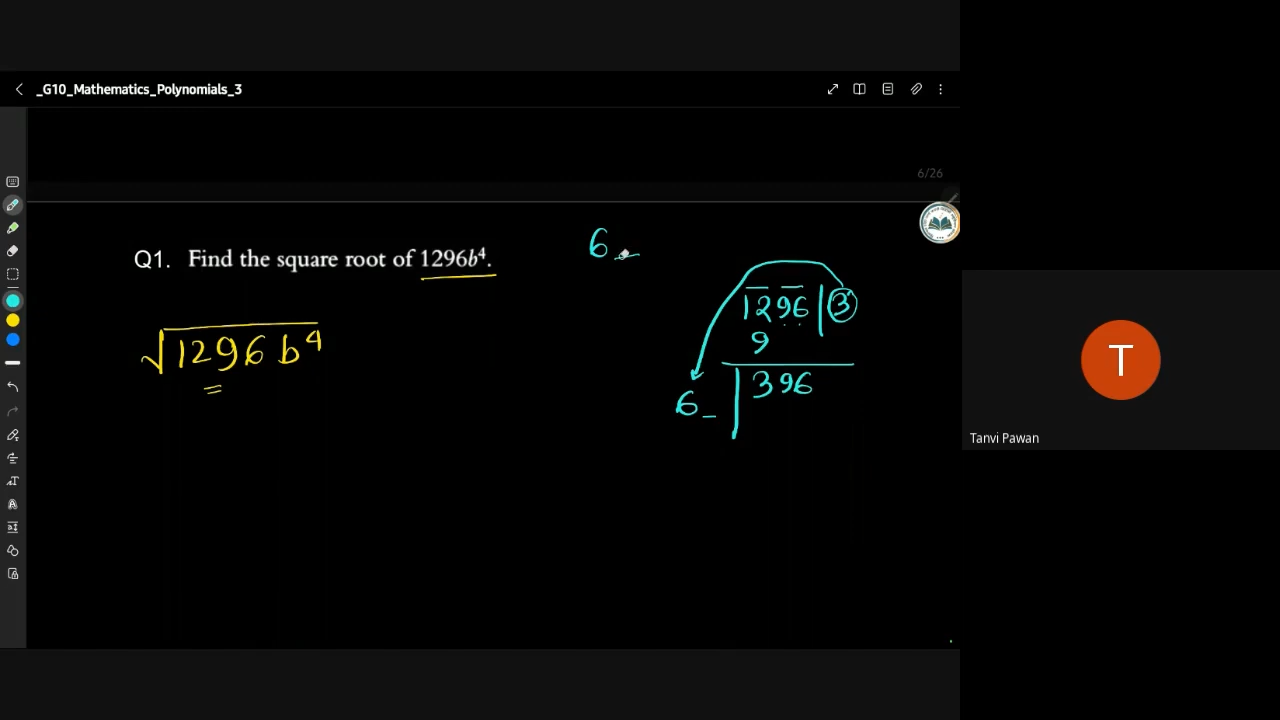 _G10_Mathematics_Polynomials_3
6/26
Q1. Find the square root of 1296b⁴.
6 _
1296 | 3
9
6 _ | 396
√1296 b⁴
T
Tanvi Pawan